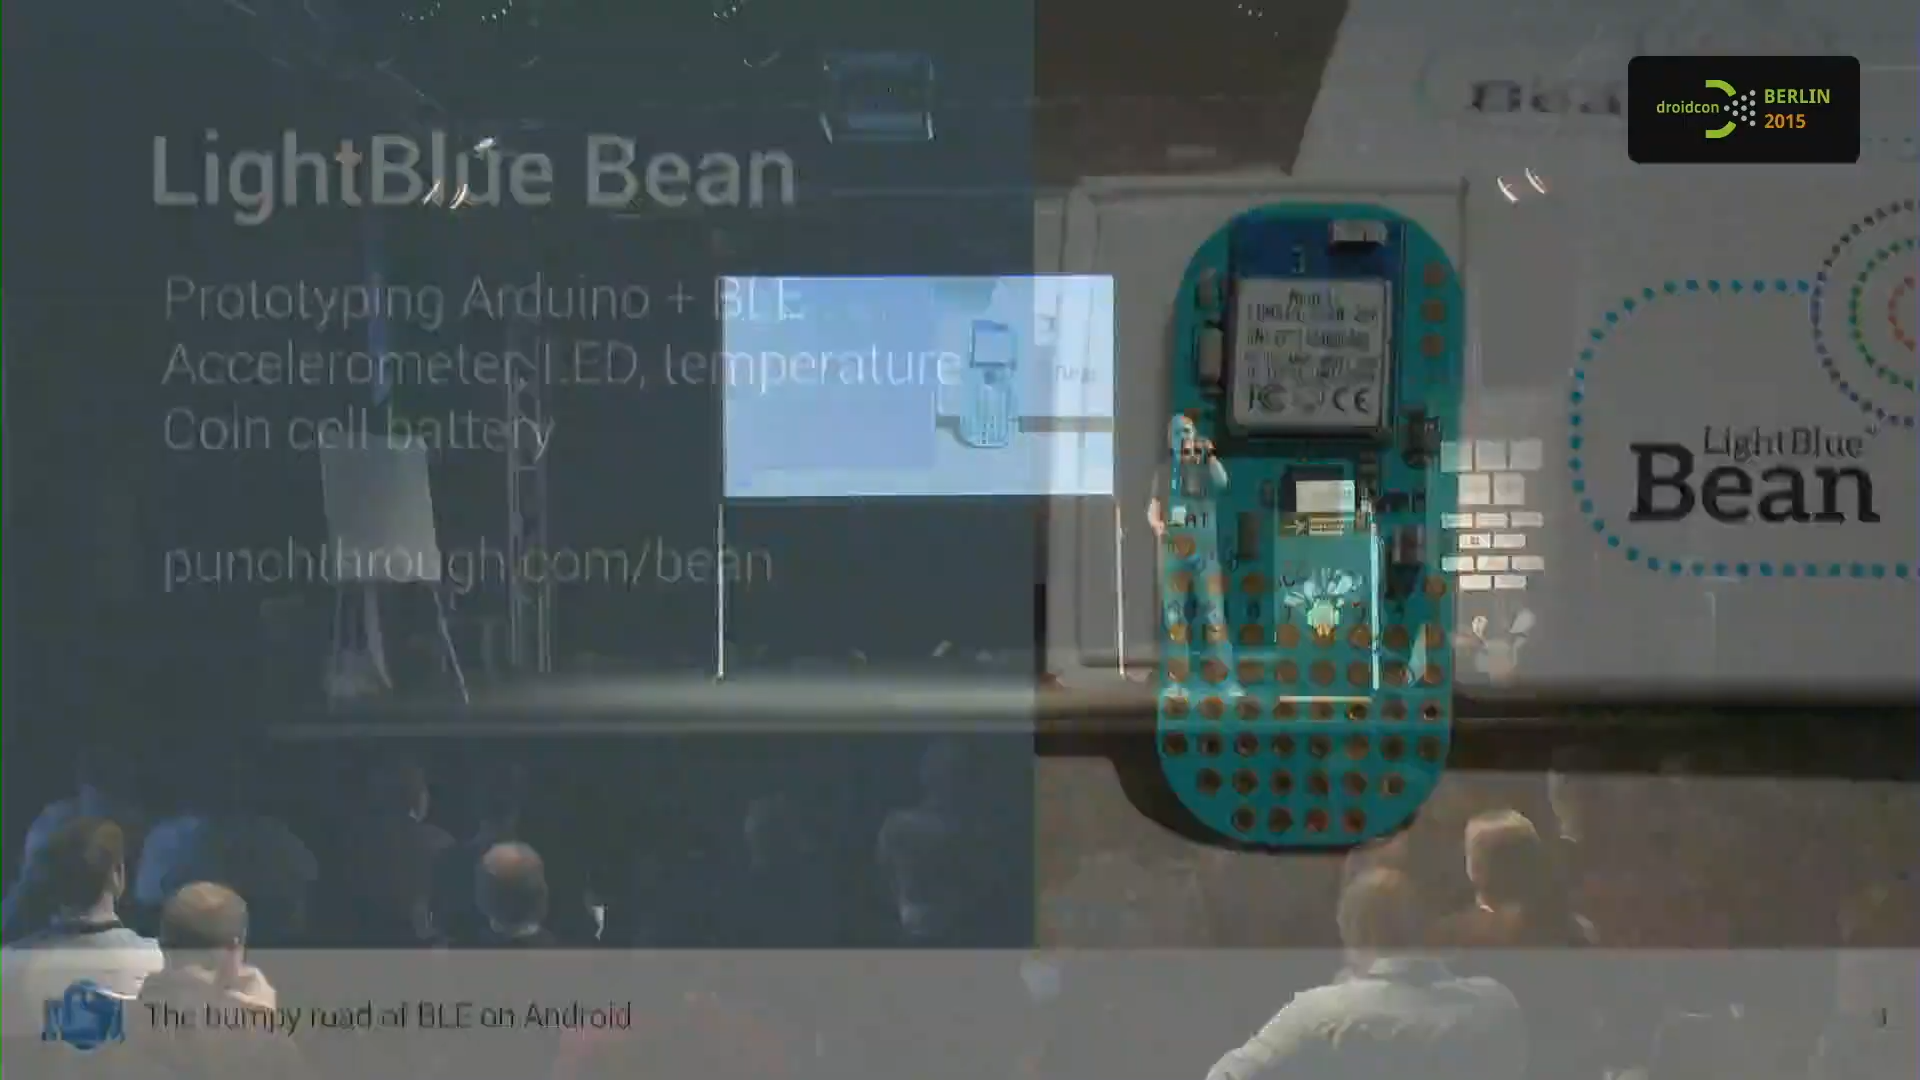 droidcon
BERLIN
2015
LightBlue Bean
Prototyping Arduino + BLE
Accelerometer, LED, temperature
Coin cell battery
punchthrough.com/bean
LightBlue
Bean
The bumpy road of BLE on Android